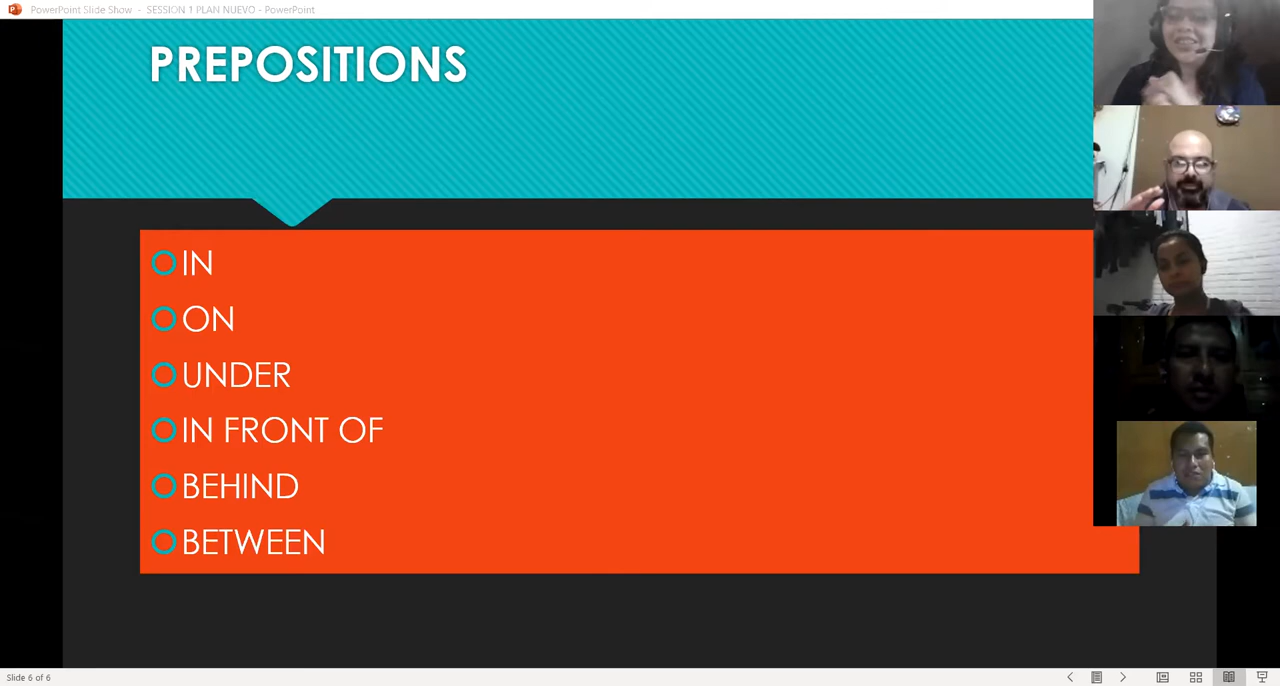 PowerPoint Slide Show - SESSION 1 PLAN NUEVO - PowerPoint
PREPOSITIONS
IN
ON
UNDER
IN FRONT OF
BEHIND
BETWEEN
Slide 6 of 6